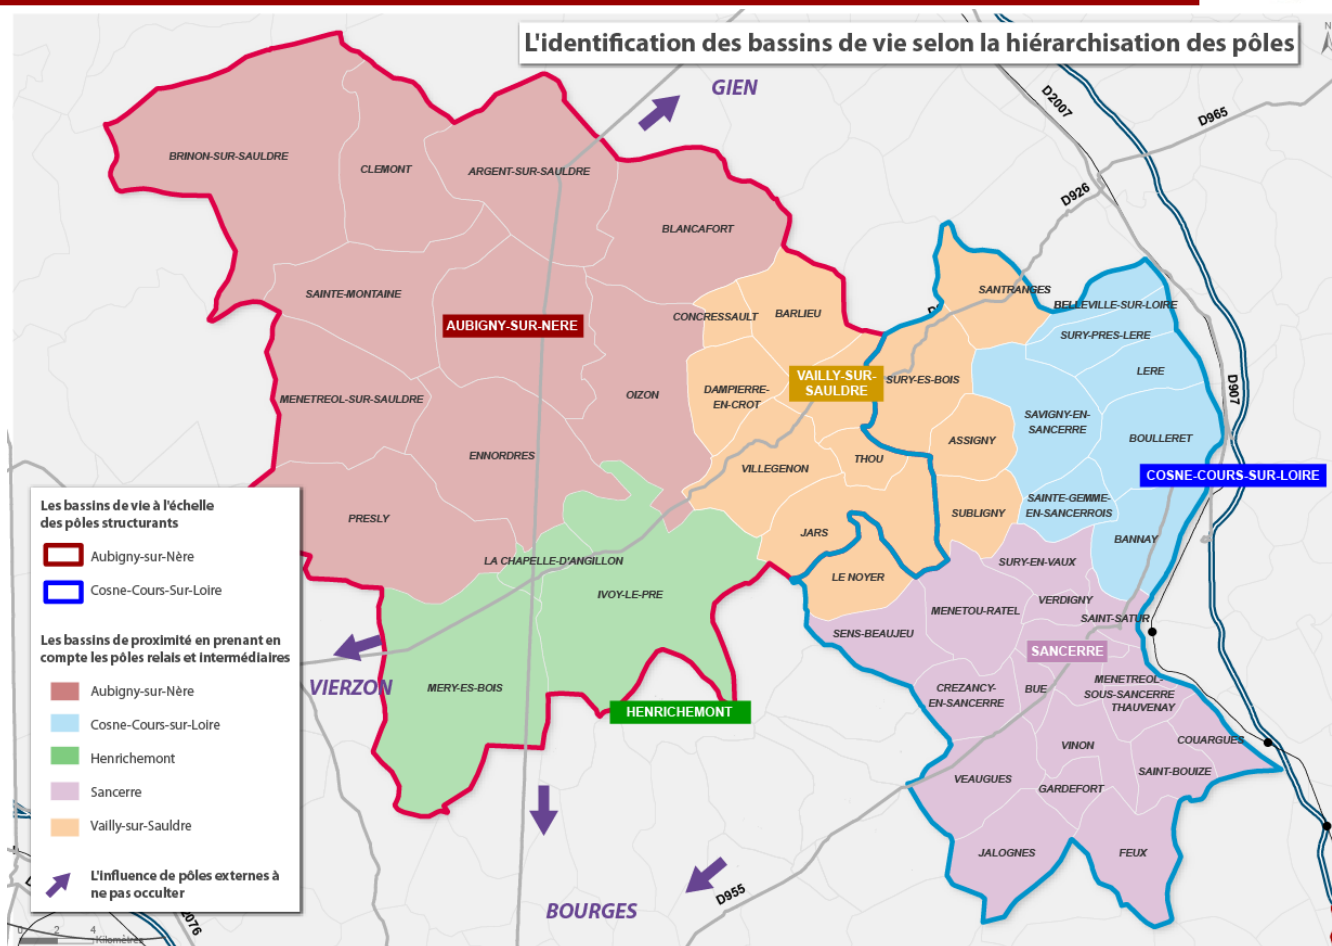 L'identification des bassins de vie selon la hiérarchisation des pôles
N
GIEN
D2007
D965
D926
BRINON-SUR-SAULDRE
CLEMONT
ARGENT-SUR-SAULDRE
BLANCAFORT
SAINTE-MONTAINE
CONCRESSAULT
BARLIEU
SANTRANGES
BELLEVILLE-SUR-LOIRE
AUBIGNY-SUR-NERE
SURY-PRES-LERE
LERE
VAILLY-SUR-
SAULDRE
SURY-ES-BOIS
D907
MENETREOL-SUR-SAULDRE
OIZON
DAMPIERRE-
EN-CROT
SAVIGNY-EN-
SANCERRE
BOULLERET
ASSIGNY
ENNORDRES
VILLEGENON
THOU
COSNE-COURS-SUR-LOIRE
PRESLY
SAINTE-GEMME-
EN-SANCERROIS
SUBLIGNY
JARS
BANNAY
LA CHAPELLE-D'ANGILLON
SURY-EN-VAUX
LE NOYER
IVOY-LE-PRE
VERDIGNY
MENETOU-RATEL
SAINT-SATUR
SENS-BEAUJEU
SANCERRE
VIERZON
MERY-ES-BOIS
CREZANCY-
EN-SANCERRE
BUE
MENETREOL-
SOUS-SANCERRE
THAUVENAY
HENRICHEMONT
VINON
COUARGUES
VEAUGUES
SAINT-BOUIZE
GARDEFORT
JALOGNES
FEUX
D955
BOURGES
Les bassins de vie à l'échelle
des pôles structurants
Aubigny-sur-Nère
Cosne-Cours-Sur-Loire
Les bassins de proximité en prenant en
compte les pôles relais et intermédiaires
Aubigny-sur-Nère
Cosne-Cours-sur-Loire
Henrichemont
Sancerre
Vailly-sur-Sauldre
L'influence de pôles externes à
ne pas occulter
0 2 4
Kilomètres